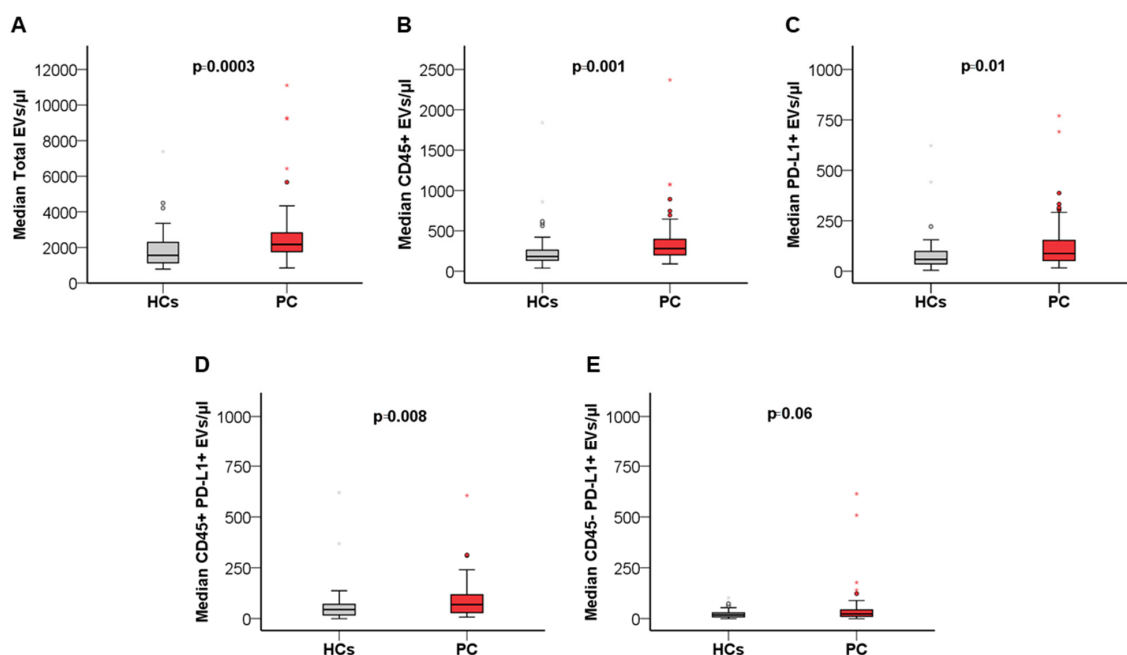 A
Median Total EVs/µl
12000
10000
8000
6000
4000
2000
0
p=0.0003
HCs
PC
B
Median CD45+ EVs/µl
2500
2000
1500
1000
500
0
p=0.001
HCs
PC
C
Median PD-L1+ EVs/µl
1000
750
500
250
0
p=0.01
HCs
PC
D
Median CD45+ PD-L1+ EVs/µl
1000
750
500
250
0
p=0.008
HCs
PC
E
Median CD45- PD-L1+ EVs/µl
1000
750
500
250
0
p=0.06
HCs
PC